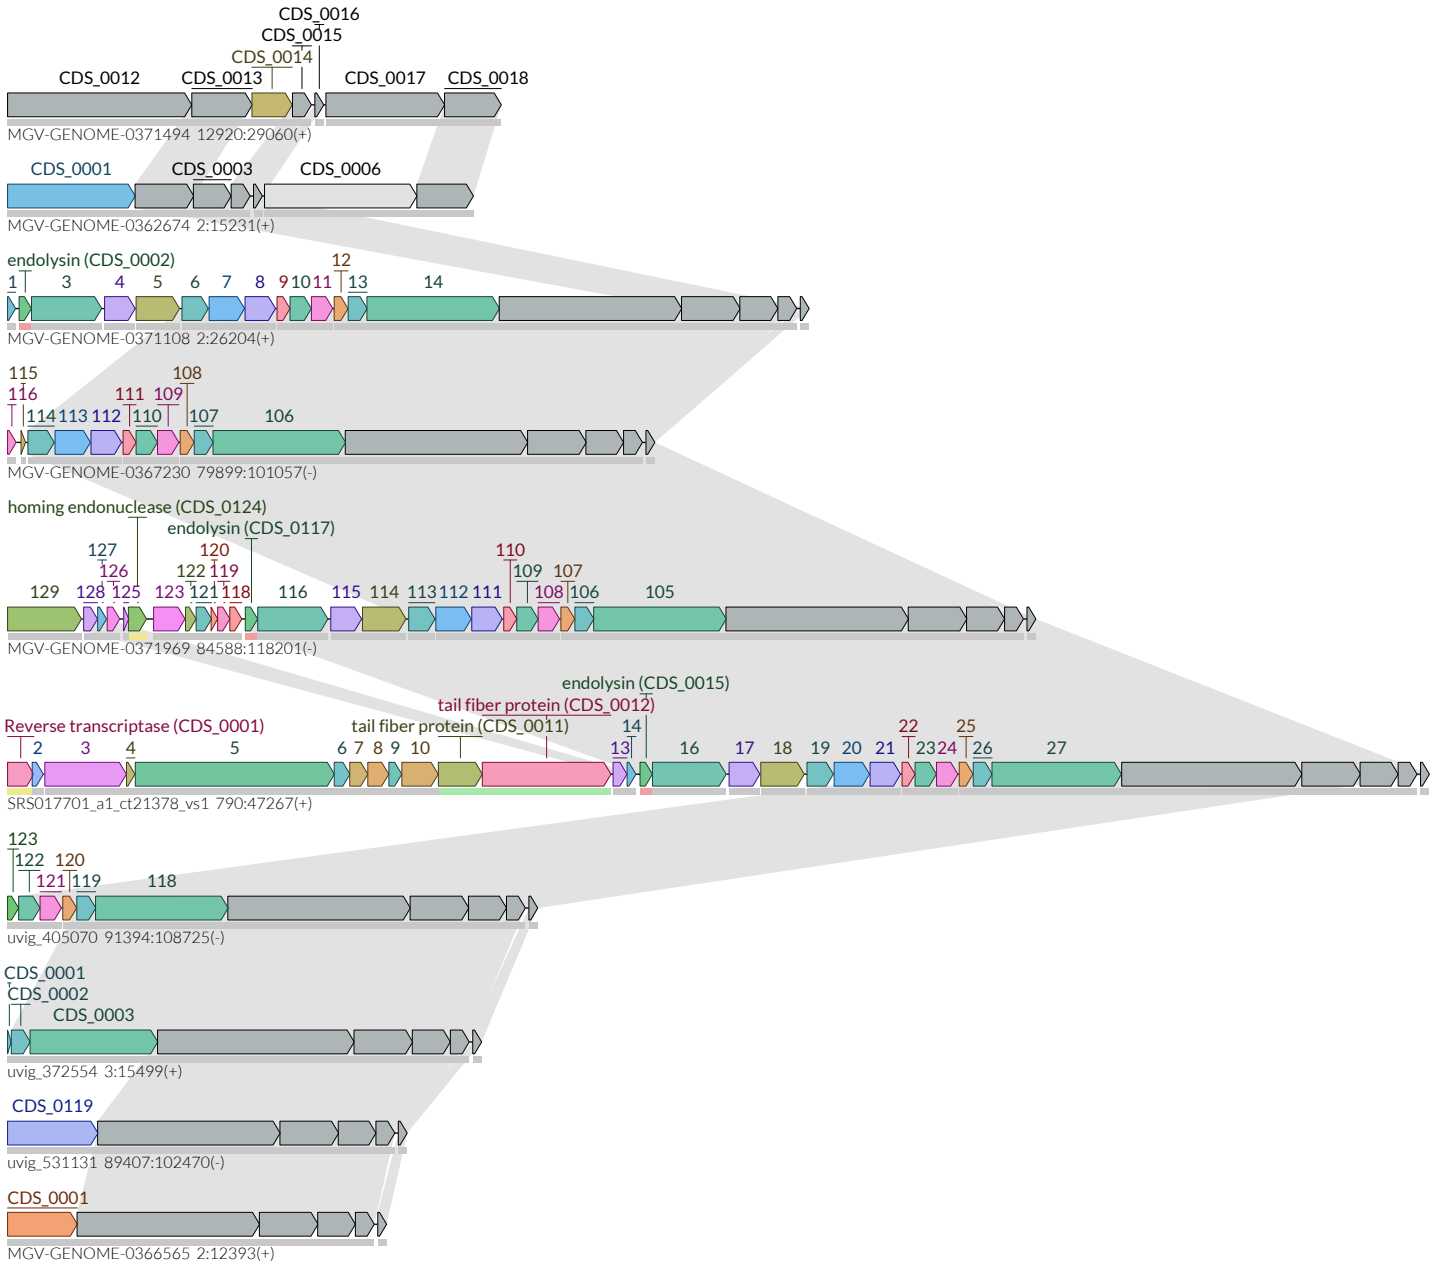 CDS_0016
CDS_0015
CDS_0014
CDS_0012 CDS_0013 CDS_0017 CDS_0018
MGV-GENOME-0371494 12920:29060(+)
CDS_0001 CDS_0003 CDS_0006
MGV-GENOME-0362674 2:15231(+)
endolysin (CDS_0002)
12
1 3 4 5 6 7 8 9 10 11 13 14
MGV-GENOME-0371108 2:26204(+)
115 108
116 111 109
114 113 112 110 107 106
MGV-GENOME-0367230 79899:101057(-)
homing endonuclease (CDS_0124)
endolysin (CDS_0117)
127 120 110
126 122 119 109 107
129 128 125 123 121 118 116 115 114 113 112 111 108 106 105
MGV-GENOME-0371969 84588:118201(-)
endolysin (CDS_0015)
tail fiber protein (CDS_0012)
Reverse transcriptase (CDS_0001) tail fiber protein (CDS_0011) 14 22 25
2 3 4 5 6 7 8 9 10 13 16 17 18 19 20 21 23 24 26 27
SRS017701_a1_ct21378_vs1 790:47267(+)
123
122 120
121 119 118
uvig_405070 91394:108725(-)
CDS_0001
CDS_0002
CDS_0003
uvig_372554 3:15499(+)
CDS_0119
uvig_531131 89407:102470(-)
CDS_0001
MGV-GENOME-0366565 2:12393(+)